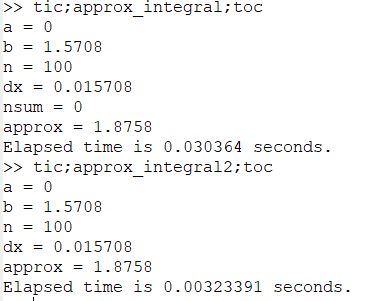 >> tic;approx_integral;toc
a = 0
b = 1.5708
n = 100
dx = 0.015708
nsum = 0
approx = 1.8758
Elapsed time is 0.030364 seconds.
>> tic;approx_integral2;toc
a = 0
b = 1.5708
n = 100
dx = 0.015708
approx = 1.8758
Elapsed time is 0.00323391 seconds.